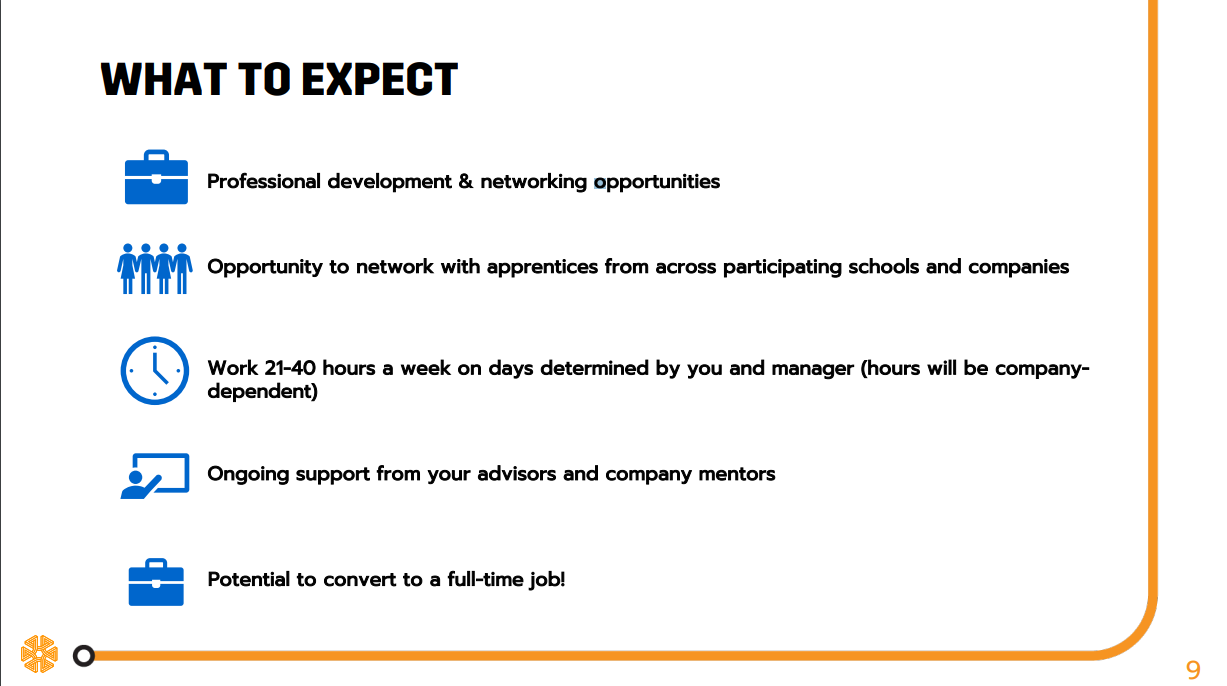 WHAT TO EXPECT
Professional development & networking opportunities
Opportunity to network with apprentices from across participating schools and companies
Work 21-40 hours a week on days determined by you and manager (hours will be company-
dependent)
Ongoing support from your advisors and company mentors
Potential to convert to a full-time job!
9